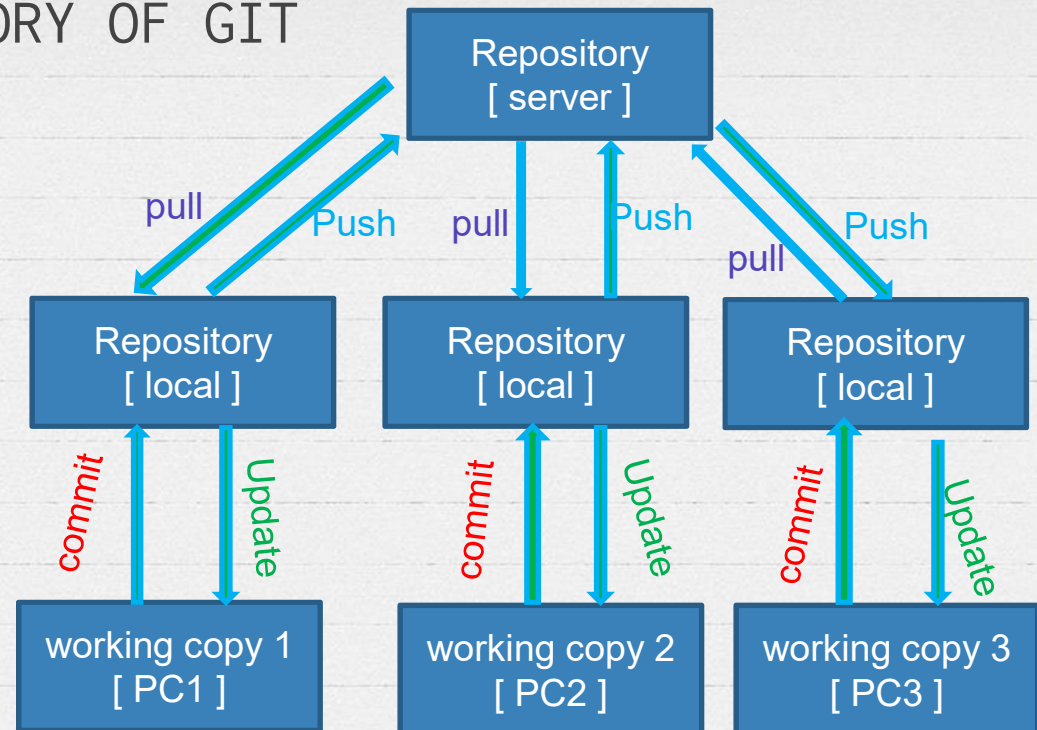 ORY OF GIT
Repository
[ server ]
pull
Push
pull
Push
pull
Push
Repository
[ local ]
Repository
[ local ]
Repository
[ local ]
commit
Update
commit
Update
commit
Update
working copy 1
[ PC1 ]
working copy 2
[ PC2 ]
working copy 3
[ PC3 ]